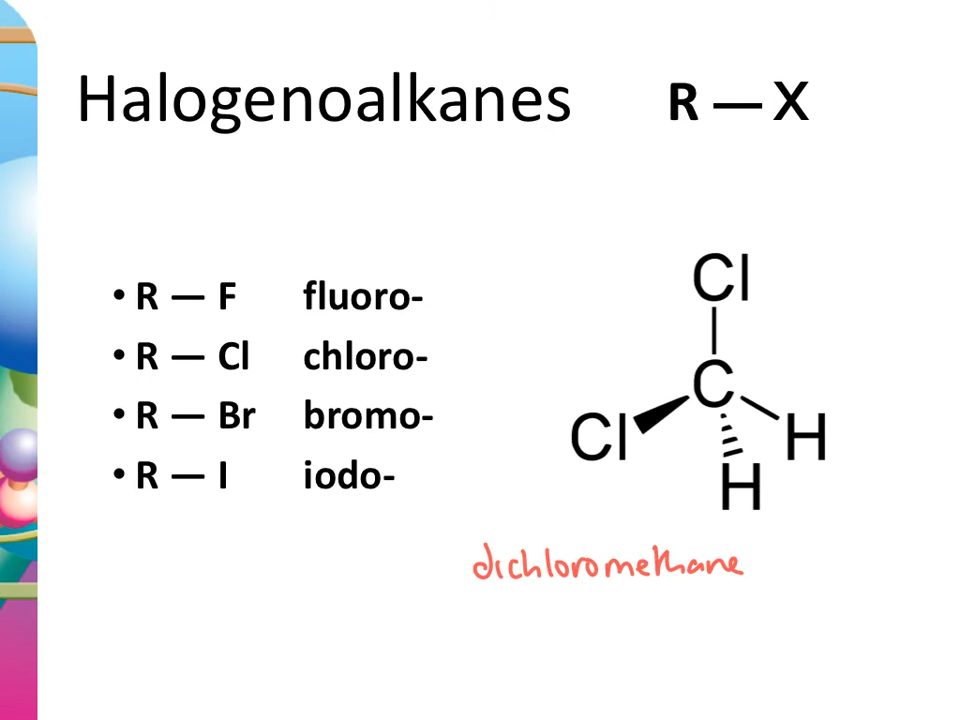 Halogenoalkanes R — X
• R — F fluoro-
• R — Cl chloro-
• R — Br bromo-
• R — I iodo-
Cl
C
Cl H
H
dichloromethane